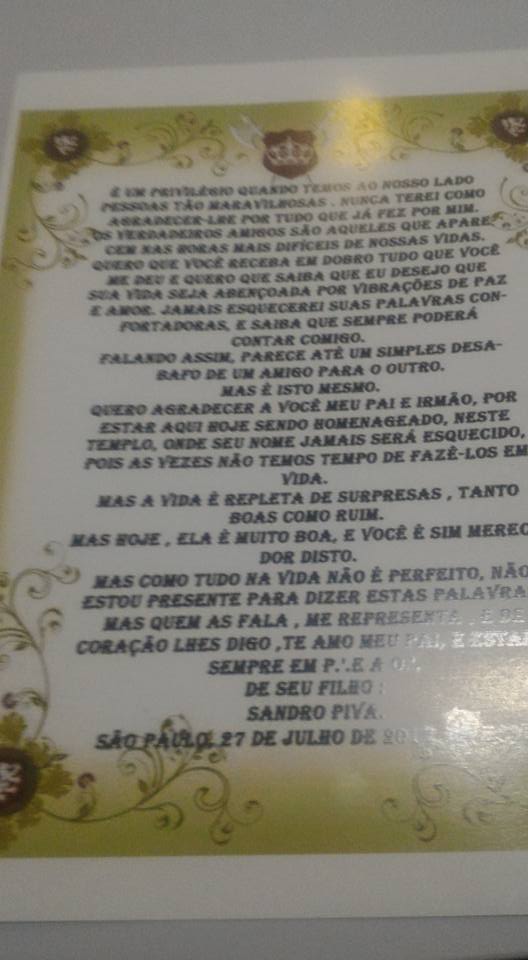 É UM PRIVILÉGIO QUANDO TEMOS AO NOSSO LADO
PESSOAS TÃO MARAVILHOSAS . NUNCA TEREI COMO
AGRADECER-LHE POR TUDO QUE JÁ FEZ POR MIM.
OS VERDADEIROS AMIGOS SÃO AQUELES QUE APARE-
CEM NAS HORAS MAIS DIFÍCEIS DE NOSSAS VIDAS.
QUERO QUE VOCÊ RECEBA EM DOBRO TUDO QUE VOCÊ
ME DEU E QUERO QUE SAIBA QUE EU DESEJO QUE
SUA VIDA SEJA ABENÇOADA POR VIBRAÇÕES DE PAZ
E AMOR. JAMAIS ESQUECEREI SUAS PALAVRAS CON-
FORTADORAS, E SAIBA QUE SEMPRE PODERÁ
CONTAR COMIGO.
FALANDO ASSIM, PARECE ATÉ UM SIMPLES DESA-
BAFO DE UM AMIGO PARA O OUTRO.
MAS É ISTO MESMO.
QUERO AGRADECER A VOCÊ MEU PAI E IRMÃO, POR
ESTAR AQUI HOJE SENDO HOMENAGEADO, NESTE
TEMPLO, ONDE SEU NOME JAMAIS SERÁ ESQUECIDO,
POIS AS VEZES NÃO TEMOS TEMPO DE FAZÊ-LOS EM
VIDA.
MAS A VIDA É REPLETA DE SURPRESAS , TANTO
BOAS COMO RUIM.
MAS HOJE , ELA É MUITO BOA, E VOCÊ É SIM MERECE
DOR DISTO.
MAS COMO TUDO NA VIDA NÃO É PERFEITO, NÃO
ESTOU PRESENTE PARA DIZER ESTAS PALAVRA
MAS QUEM AS FALA , ME REPRESENTA , E DE
CORAÇÃO LHES DIGO ,TE AMO MEU PAI, E ESTA
SEMPRE EM P.'.E A
DE SEU FILHO :
SANDRO PIVA.
SÃO PAULO, 27 DE JULHO DE